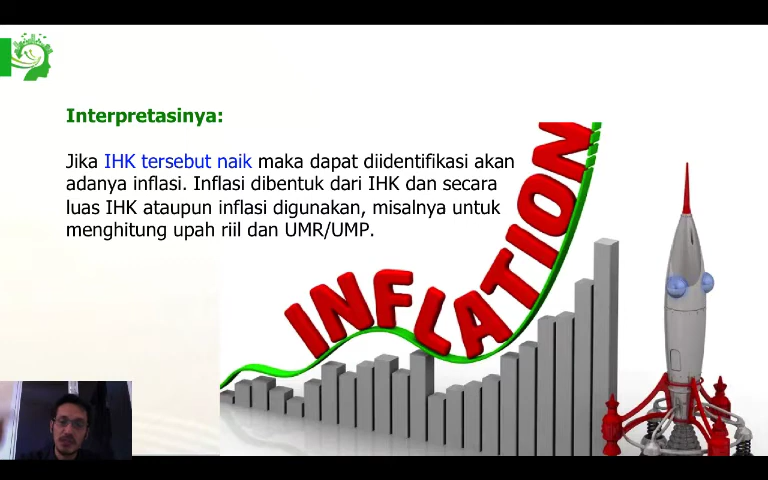 Interpretasinya:
Jika IHK tersebut naik maka dapat diidentifikasi akan
adanya inflasi. Inflasi dibentuk dari IHK dan secara
luas IHK ataupun inflasi digunakan, misalnya untuk
menghitung upah riil dan UMR/UMP.
INFLATION